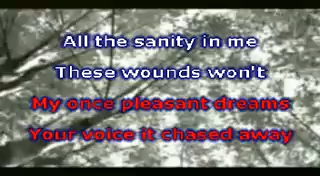 All the sanity in me
These wounds won't
My once pleasant dreams
Your voice it chased away